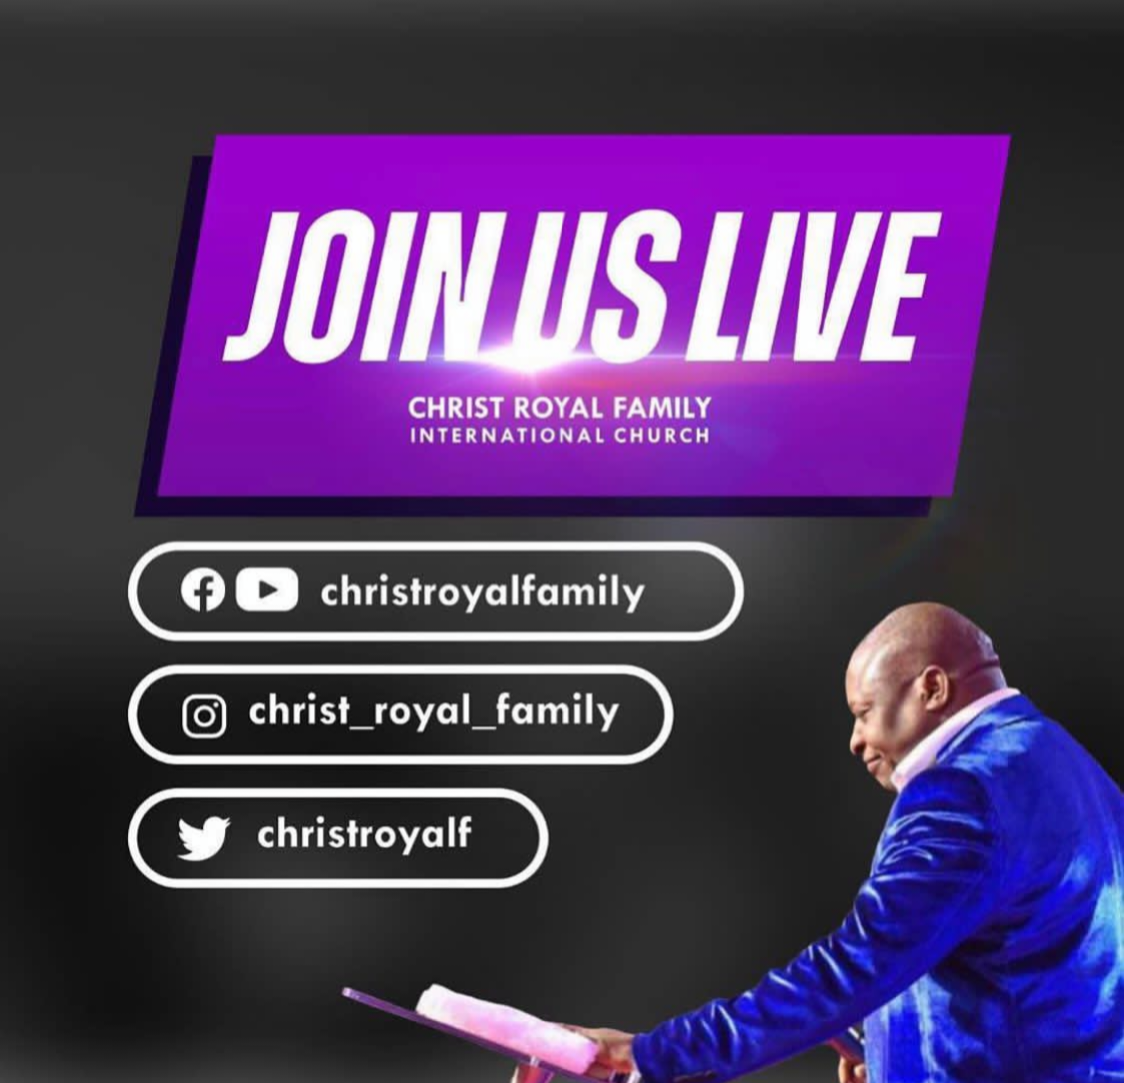 JOIN US LIVE
CHRIST ROYAL FAMILY
INTERNATIONAL CHURCH
christroyalfamily
christ_royal_family
christroyalf